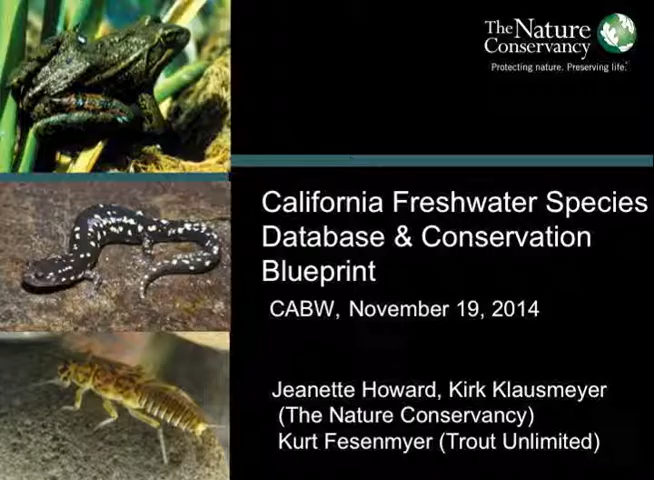 The Nature
Conservancy
Protecting nature. Preserving life.
California Freshwater Species
Database & Conservation
Blueprint
CABW, November 19, 2014
Jeanette Howard, Kirk Klausmeyer
(The Nature Conservancy)
Kurt Fesenmyer (Trout Unlimited)